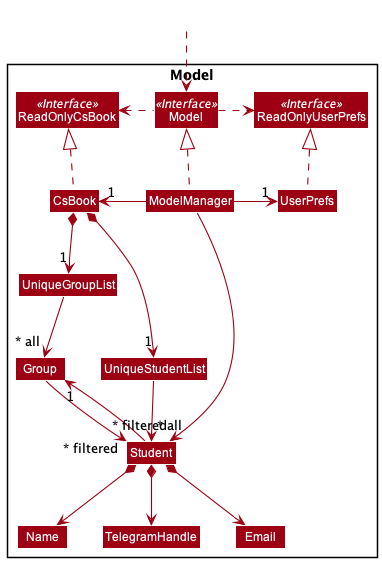 Model
«Interface»
ReadOnlyCsBook
«Interface»
Model
«Interface»
ReadOnlyUserPrefs
CsBook
1
ModelManager
1
UserPrefs
1
UniqueGroupList
* all
1
Group
UniqueStudentList
1
* filtered
* all
* filtered
Student
Name
TelegramHandle
Email